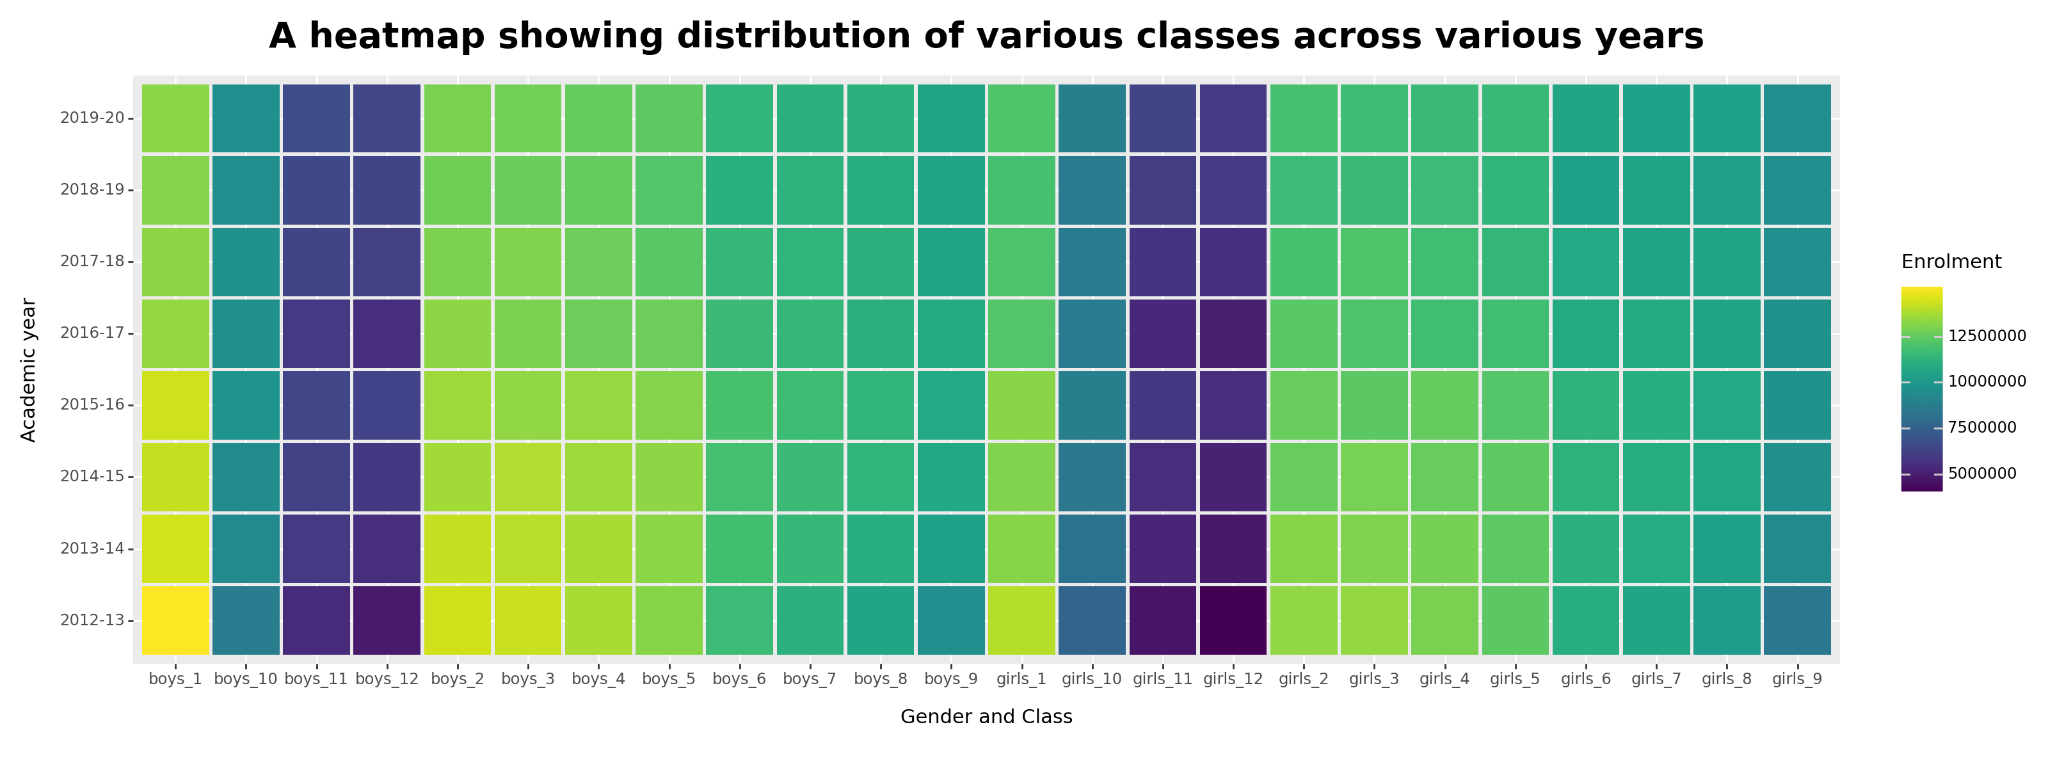 A heatmap showing distribution of various classes across various years
Academic year
2019-20
2018-19
2017-18
2016-17
2015-16
2014-15
2013-14
2012-13
boys_1 boys_10 boys_11 boys_12 boys_2 boys_3 boys_4 boys_5 boys_6 boys_7 boys_8 boys_9 girls_1 girls_10 girls_11 girls_12 girls_2 girls_3 girls_4 girls_5 girls_6 girls_7 girls_8 girls_9
Gender and Class
Enrolment
12500000
10000000
7500000
5000000